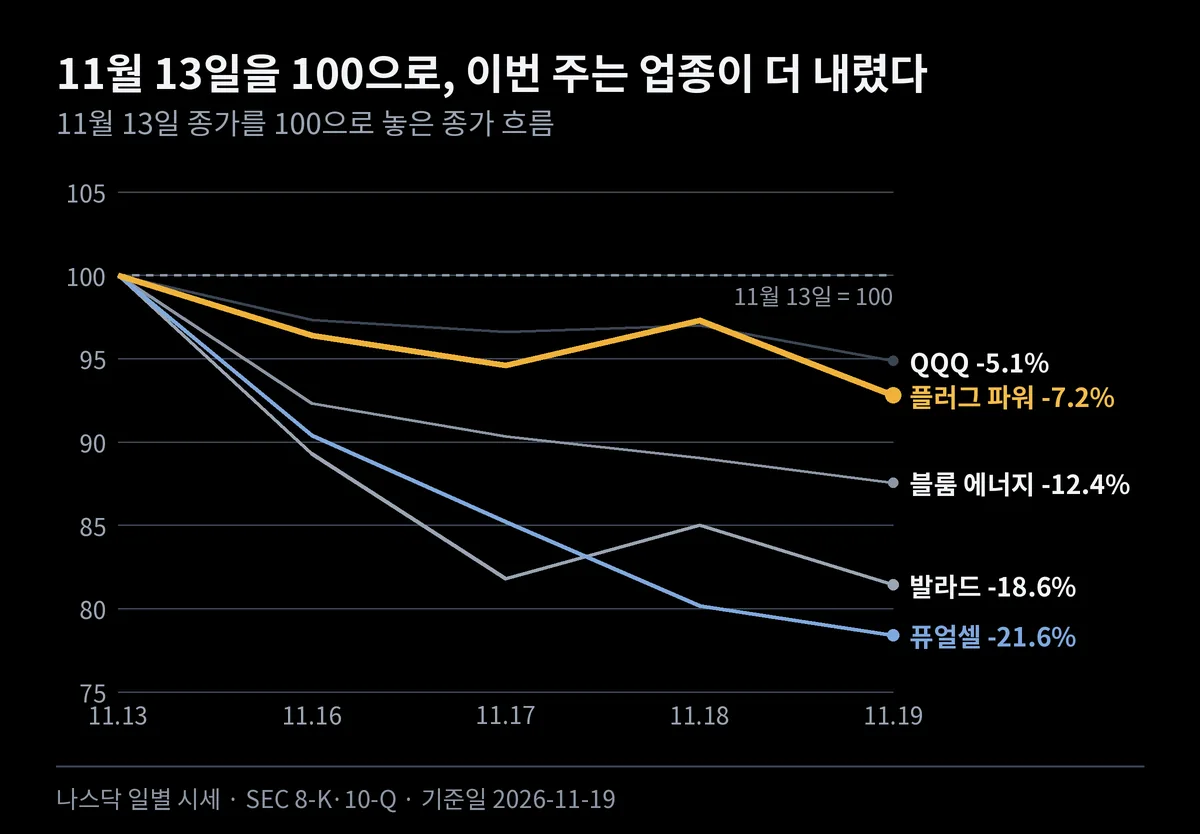 11월 13일을 100으로, 이번 주는 업종이 더 내렸다
11월 13일 종가를 100으로 놓은 종가 흐름
105
100
11월 13일 = 100
95
QQQ -5.1%
플러그 파워 -7.2%
90
블룸 에너지 -12.4%
85
발라드 -18.6%
80
퓨얼셀 -21.6%
75
11.13 11.16 11.17 11.18 11.19
나스닥 일별 시세 · SEC 8-K·10-Q · 기준일 2026-11-19